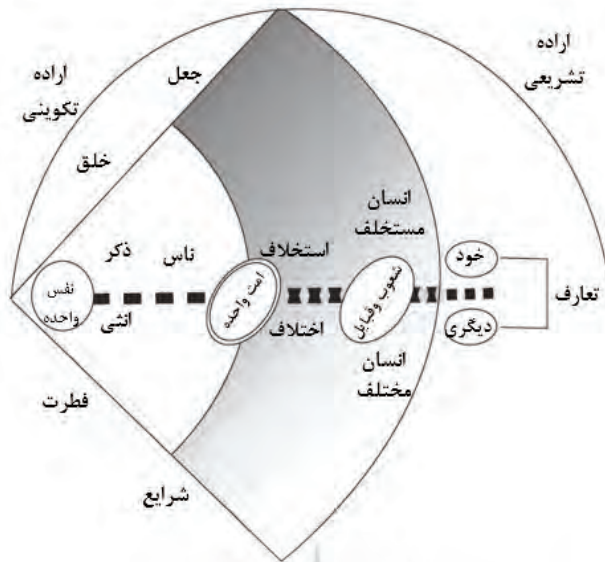 اراده
تشریعی
اراده
تکوینی
جعل
خلق
انسان
مستخلف
ناس
ذکر
استخلاف
خود
شعوب وقبایل
امت واحده
نفس
واحده
تعارف
انثی
اختلاف
دیگری
انسان
مختلف
فطرت
شرایع